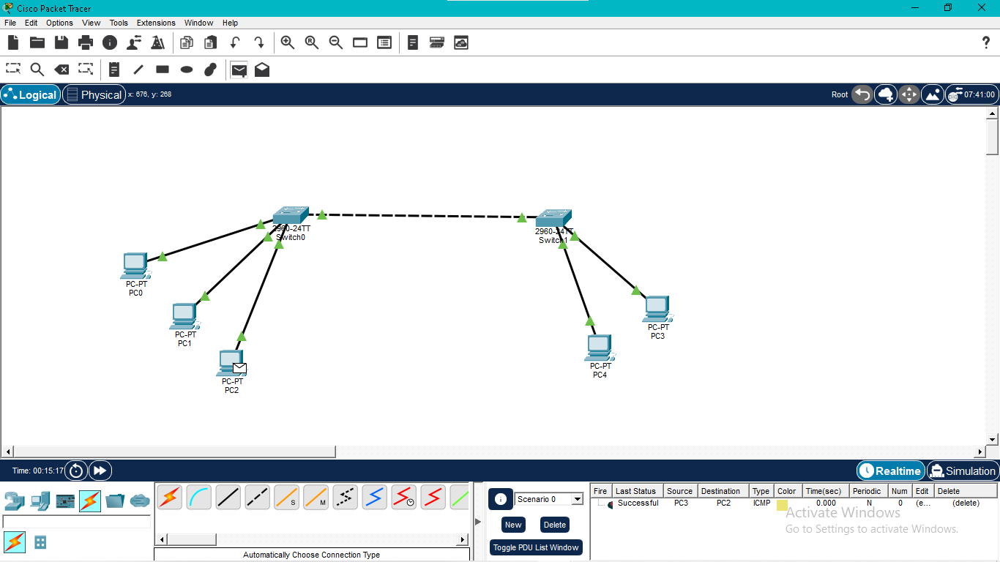 Cisco Packet Tracer
File Edit Options View Tools Extensions Window Help
?
Logical Physical x: 676, y: 268 Root 07:41:00
2960-24TT
Switch0
2960-24TT
Switch1
PC-PT
PC0
PC-PT
PC1
PC-PT
PC2
PC-PT
PC3
PC-PT
PC4
Time: 00:15:17 Realtime Simulation
S M
Automatically Choose Connection Type
Scenario 0
New Delete
Toggle PDU List Window
Fire Last Status Source Destination Type Color Time(sec) Periodic Num Edit Delete
Successful PC3 PC2 ICMP 0.000 N 0 (e... (delete)
Activate Windows
Go to Settings to activate Windows.